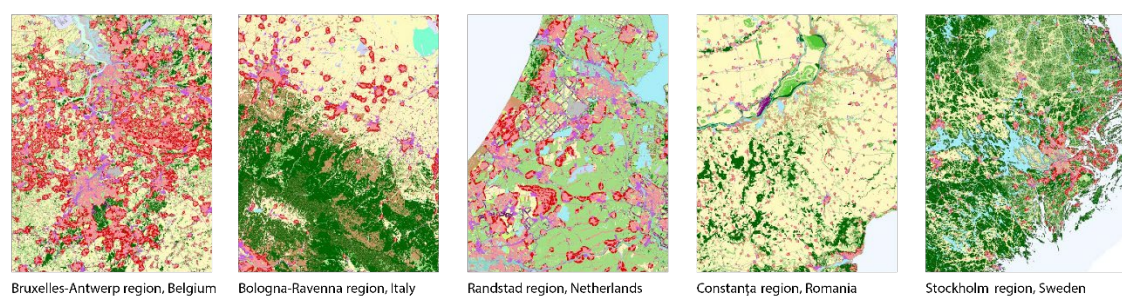 Bruxelles-Antwerp region, Belgium
Bologna-Ravenna region, Italy
Randstad region, Netherlands
Constanța region, Romania
Stockholm region, Sweden